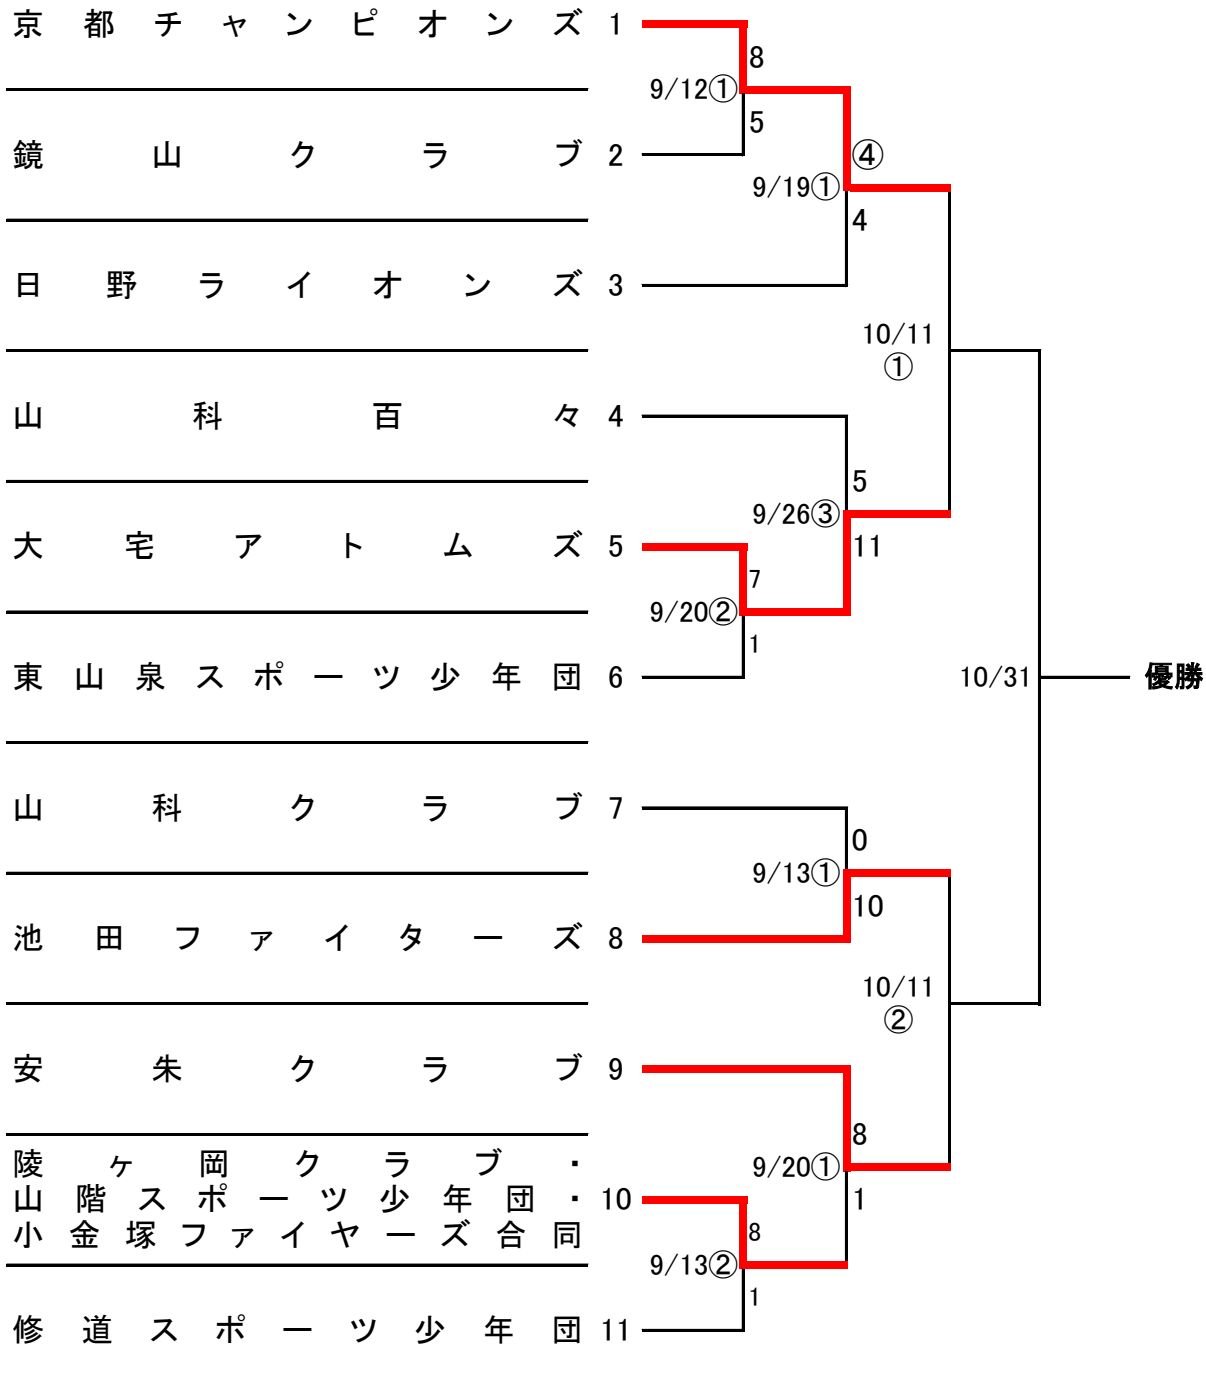 京都チャンピオンズ 1
8
9/12①
5
鏡山クラブ 2
④
9/19①
4
日野ライオンズ 3
10/11
①
山科百々 4
5
9/26③
11
大宅アトムズ 5
7
9/20②
1
東山泉スポーツ少年団 6
10/31
優勝
山科クラブ 7
0
9/13①
10
池田ファイターズ 8
10/11
②
安朱クラブ 9
8
9/20①
1
陵ヶ岡クラブ・
山階スポーツ少年団・ 10
小金塚ファイヤーズ合同
8
9/13②
1
修道スポーツ少年団 11